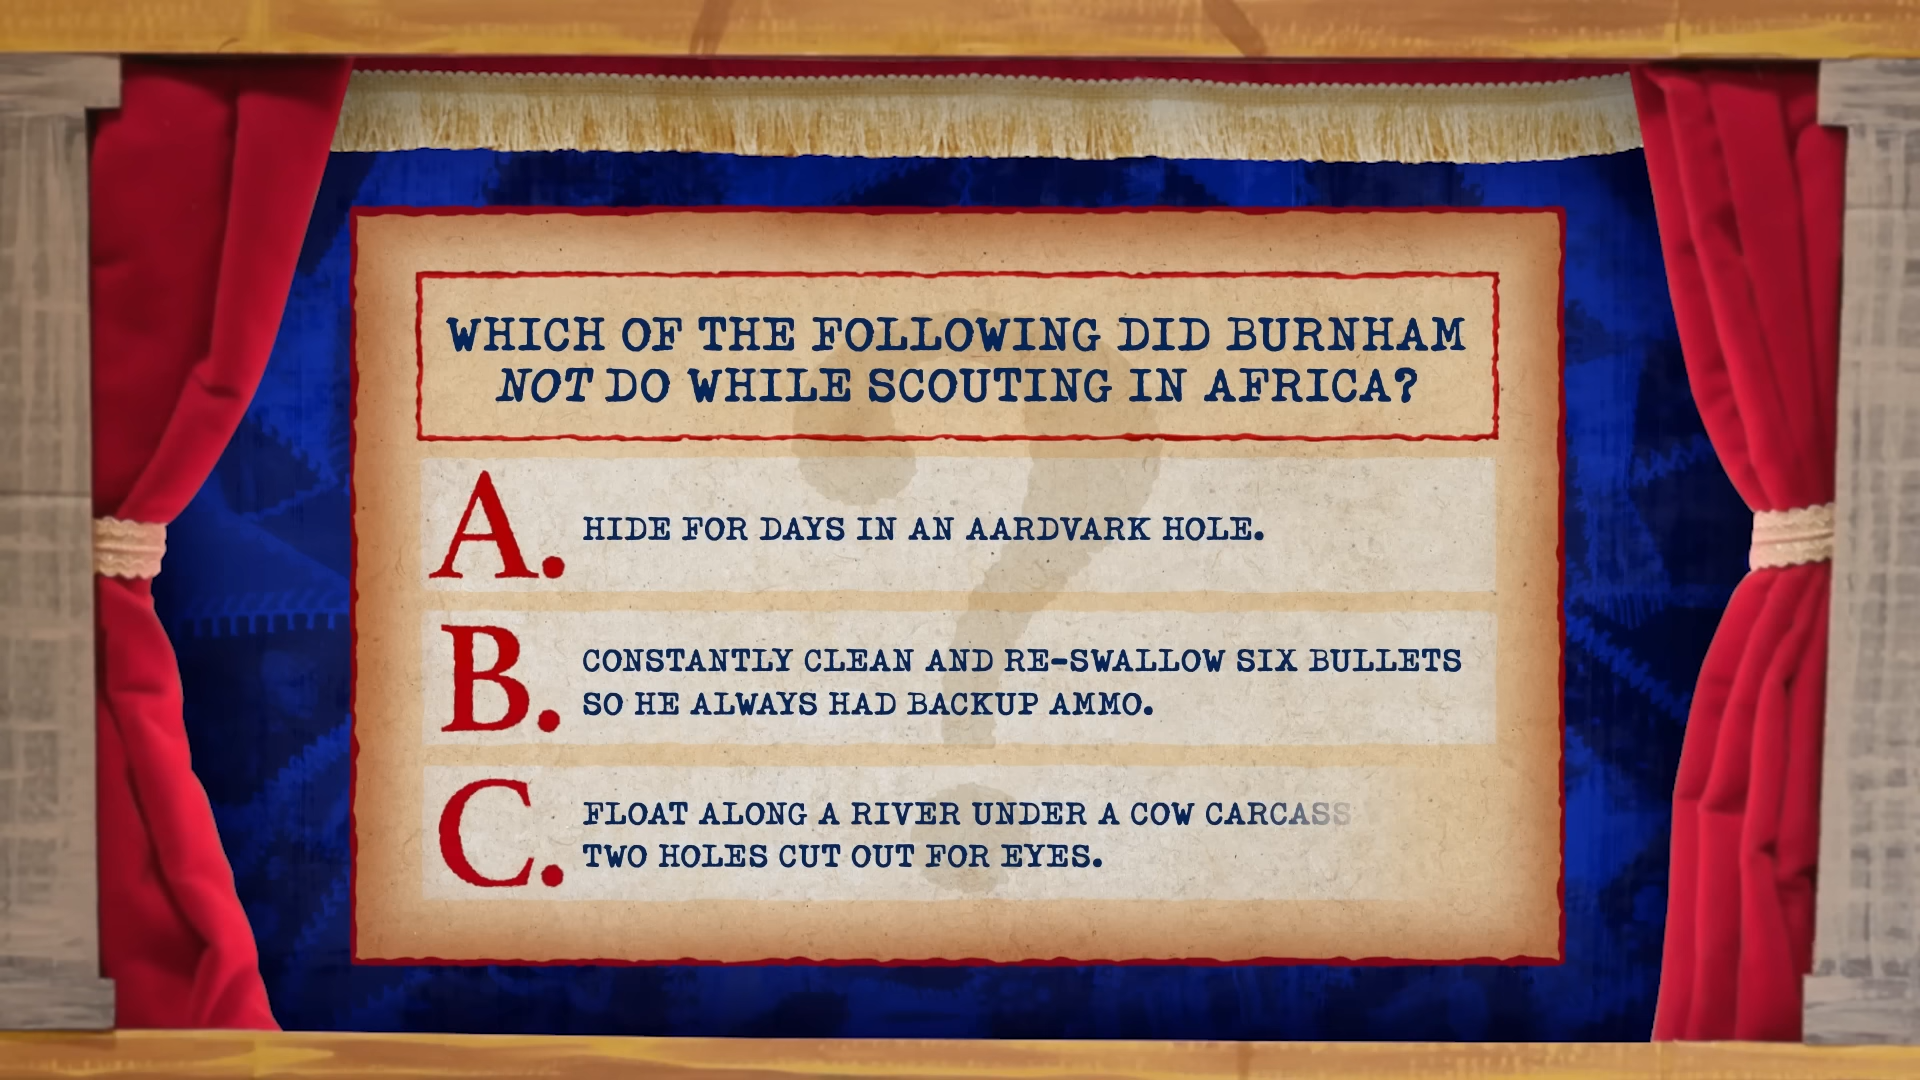 WHICH OF THE FOLLOWING DID BURNHAM
NOT DO WHILE SCOUTING IN AFRICA?
A. HIDE FOR DAYS IN AN AARDVARK HOLE.
B. CONSTANTLY CLEAN AND RE-SWALLOW SIX BULLETS
SO HE ALWAYS HAD BACKUP AMMO.
C. FLOAT ALONG A RIVER UNDER A COW CARCASS
TWO HOLES CUT OUT FOR EYES.